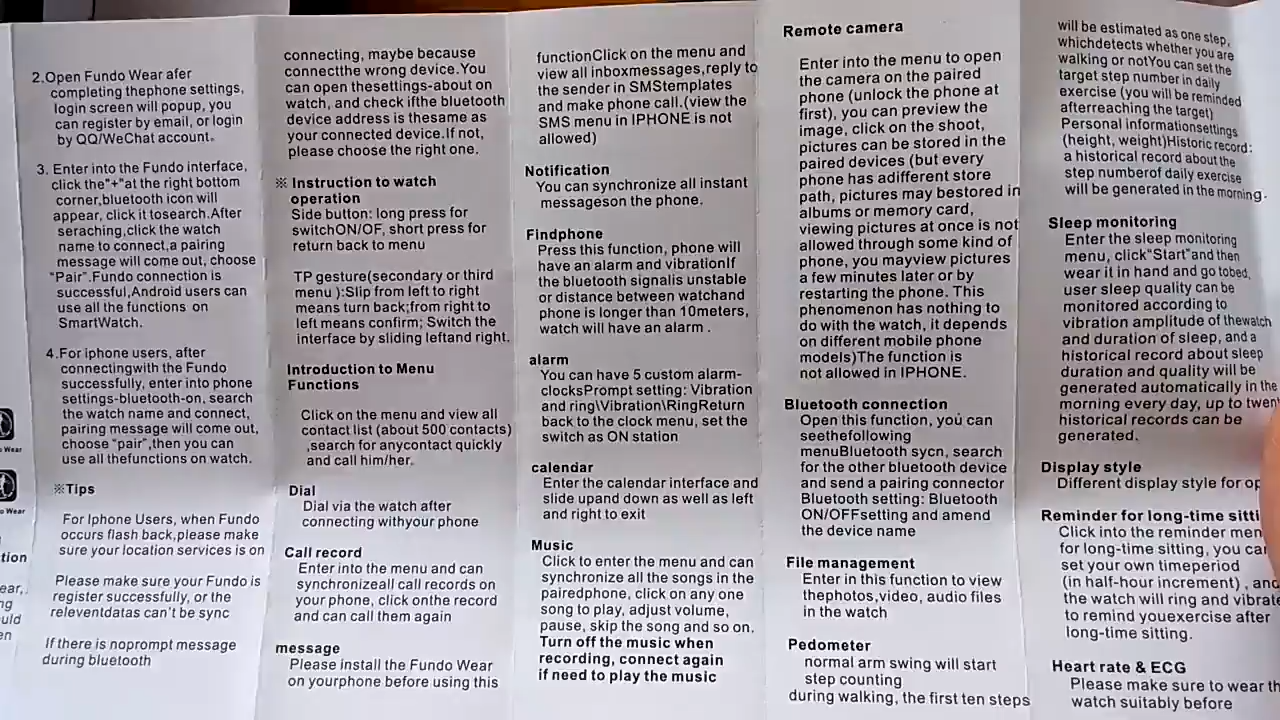 o Wear
o Wear
tion
ear,
ng
uld
en
2.Open Fundo Wear afer
completing thephone settings,
login screen will popup, you
can register by email, or login
by QQ/WeChat account.
3. Enter into the Fundo interface,
click the"+"at the right bottom
corner,bluetooth icon will
appear, click it tosearch.After
seraching,click the watch
name to connect,a pairing
message will come out, choose
"Pair".Fundo connection is
successful,Android users can
use all the functions on
SmartWatch.
4.For iphone users, after
connectingwith the Fundo
successfully, enter into phone
settings-bluetooth-on, search
the watch name and connect,
pairing message will come out,
choose "pair",then you can
use all thefunctions on watch.
※Tips
For Iphone Users, when Fundo
occurs flash back,please make
sure your location services is on
Please make sure your Fundo is
register successfully, or the
releventdatas can't be sync
If there is noprompt message
during bluetooth
connecting, maybe because
connectthe wrong device.You
can open thesettings-about on
watch, and check ifthe bluetooth
device address is thesame as
your connected device.If not,
please choose the right one.
※ Instruction to watch
operation
Side button: long press for
switchON/OF, short press for
return back to menu
TP gesture(secondary or third
menu ):Slip from left to right
means turn back;from right to
left means confirm; Switch the
interface by sliding leftand right.
Introduction to Menu
Functions
Click on the menu and view all
contact list (about 500 contacts)
,search for anycontact quickly
and call him/her.
Dial
Dial via the watch after
connecting withyour phone
Call record
Enter into the menu and can
synchronizeall call records on
your phone, click onthe record
and can call them again
message
Please install the Fundo Wear
on yourphone before using this
functionClick on the menu and
view all inboxmessages,reply to
the sender in SMStemplates
and make phone call.(view the
SMS menu in IPHONE is not
allowed)
Notification
You can synchronize all instant
messageson the phone.
Findphone
Press this function, phone will
have an alarm and vibrationIf
the bluetooth signalis unstable
or distance between watchand
phone is longer than 10meters,
watch will have an alarm .
alarm
You can have 5 custom alarm-
clocksPrompt setting: Vibration
and ring\Vibration\RingReturn
back to the clock menu, set the
switch as ON station
calendar
Enter the calendar interface and
slide upand down as well as left
and right to exit
Music
Click to enter the menu and can
synchronize all the songs in the
pairedphone, click on any one
song to play, adjust volume,
pause, skip the song and so on.
Turn off the music when
recording, connect again
if need to play the music
Remote camera
Enter into the menu to open
the camera on the paired
phone (unlock the phone at
first), you can preview the
image, click on the shoot,
pictures can be stored in the
paired devices (but every
phone has adifferent store
path, pictures may bestored in
albums or memory card,
viewing pictures at once is not
allowed through some kind of
phone, you mayview pictures
a few minutes later or by
restarting the phone. This
phenomenon has nothing to
do with the watch, it depends
on different mobile phone
models)The function is
not allowed in IPHONE.
Bluetooth connection
Open this function, you can
seethefollowing
menuBluetooth sycn, search
for the other bluetooth device
and send a pairing connector
Bluetooth setting: Bluetooth
ON/OFFsetting and amend
the device name
File management
Enter in this function to view
thephotos,video, audio files
in the watch
Pedometer
normal arm swing will start
step counting
during walking, the first ten steps
will be estimated as one step,
whichdetects whether you are
walking or notYou can set the
target step number in daily
exercise (you will be reminded
afterreaching the target)
Personal informationsettings
(height, weight)Historic record:
a historical record about the
step numberof daily exercise
will be generated in the morning.
Sleep monitoring
Enter the sleep monitoring
menu, click"Start"and then
wear it in hand and go tobed,
user sleep quality can be
monitored according to
vibration amplitude of thewatch
and duration of sleep, and a
historical record about sleep
duration and quality will be
generated automatically in the
morning every day, up to twent
historical records can be
generated.
Display style
Different display style for op
Reminder for long-time sitti
Click into the reminder men
for long-time sitting, you can
set your own timeperiod
(in half-hour increment) , and
the watch will ring and vibrate
to remind youexercise after
long-time sitting.
Heart rate & ECG
Please make sure to wear th
watch suitably before